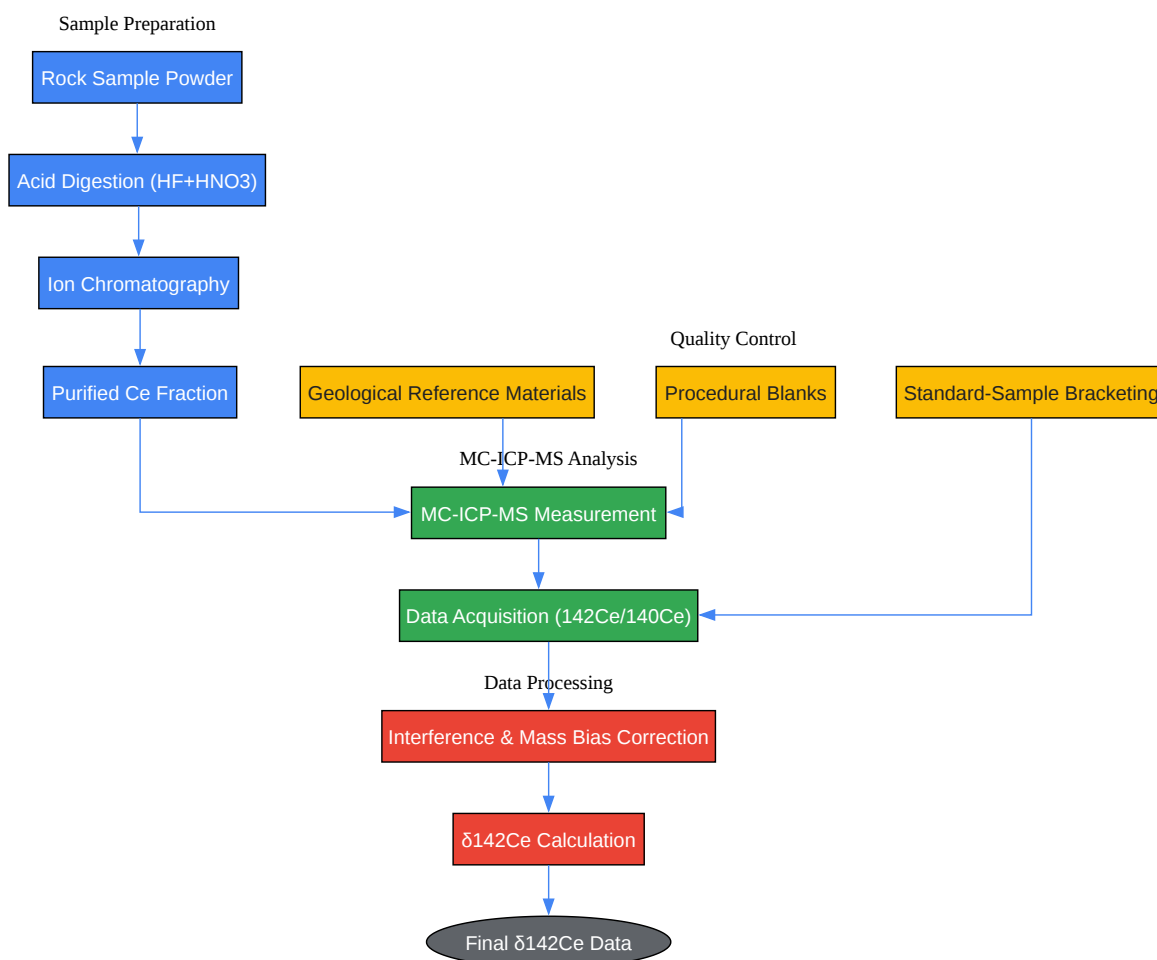 Sample Preparation
Rock Sample Powder
Acid Digestion (HF+HNO3)
Ion Chromatography
Quality Control
Purified Ce Fraction
Geological Reference Materials
Procedural Blanks
Standard-Sample Bracketing
MC-ICP-MS Analysis
MC-ICP-MS Measurement
Data Acquisition (142Ce/140Ce)
Data Processing
Interference & Mass Bias Correction
δ142Ce Calculation
Final δ142Ce Data